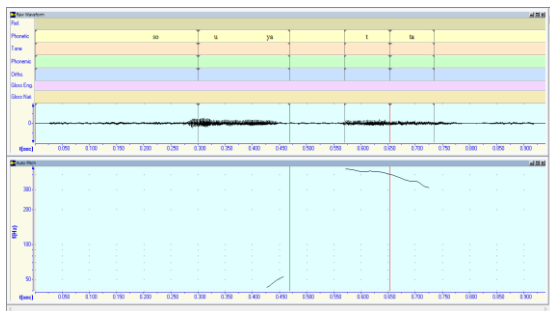 Raw Waveform
Ref.
Phonetic so u ya t ta
Tone
Phonemic
Ortho.
Gloss Eng.
Gloss Nat.
0
t(sec) 0.050 0.100 0.150 0.200 0.250 0.300 0.350 0.400 0.450 0.500 0.550 0.600 0.650 0.700 0.750 0.800 0.850 0.900
Auto Pitch
300
200
f(Hz)
100
50
t(sec) 0.050 0.100 0.150 0.200 0.250 0.300 0.350 0.400 0.450 0.500 0.550 0.600 0.650 0.700 0.750 0.800 0.850 0.900